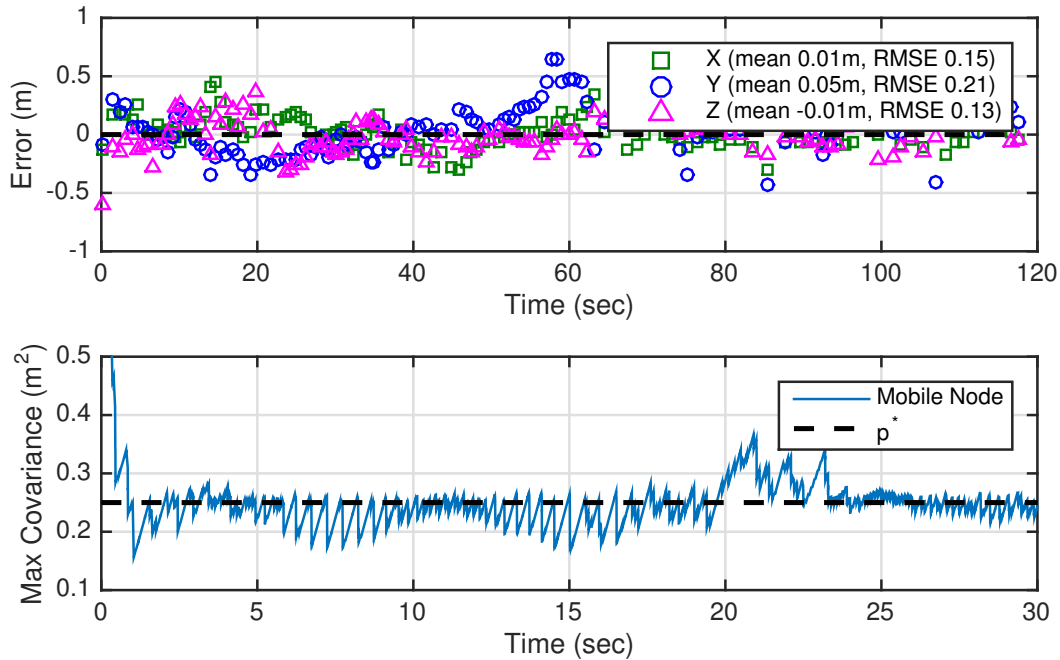 1
0.5
0
-0.5
-1
Error (m)
X (mean 0.01m, RMSE 0.15)
Y (mean 0.05m, RMSE 0.21)
Z (mean -0.01m, RMSE 0.13)
0 20 40 60 80 100 120
Time (sec)
0.5
0.4
0.3
0.2
0.1
Max Covariance (m²)
Mobile Node
p*
0 5 10 15 20 25 30
Time (sec)